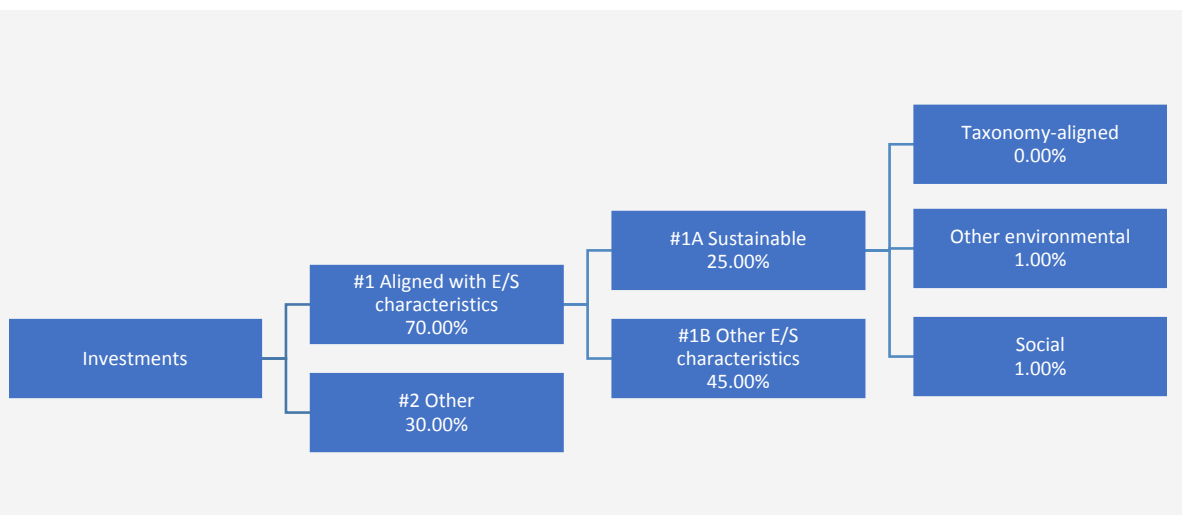 Investments
#1 Aligned with E/S
characteristics
70.00%
#2 Other
30.00%
#1A Sustainable
25.00%
#1B Other E/S
characteristics
45.00%
Taxonomy-aligned
0.00%
Other environmental
1.00%
Social
1.00%